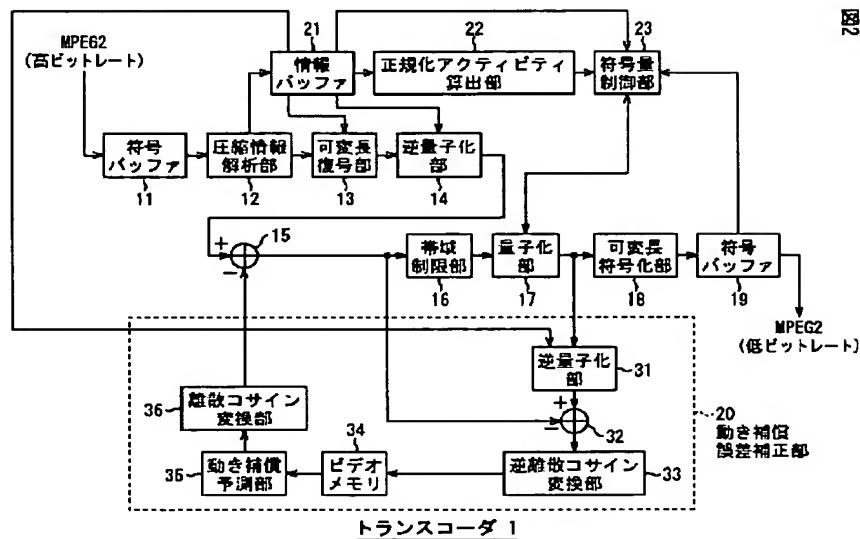 図2
MPEG2
(高ビットレート)
21
情報
バッファ
22
正規化アクティビティ
算出部
23
符号量
制御部
符号
バッファ
11
圧縮情報
解析部
12
可変長
復号部
13
逆量子化
部
14
15
+
−
帯域
制限部
16
量子化
部
17
可変長
符号化部
18
符号
バッファ
19
MPEG2
(低ビットレート)
逆量子化
部
31
+
−
32
20
動き補償
誤差補正部
36
離散コサイン
変換部
35
動き補償
予測部
34
ビデオ
メモリ
逆離散コサイン
変換部
33
トランスコーダ 1